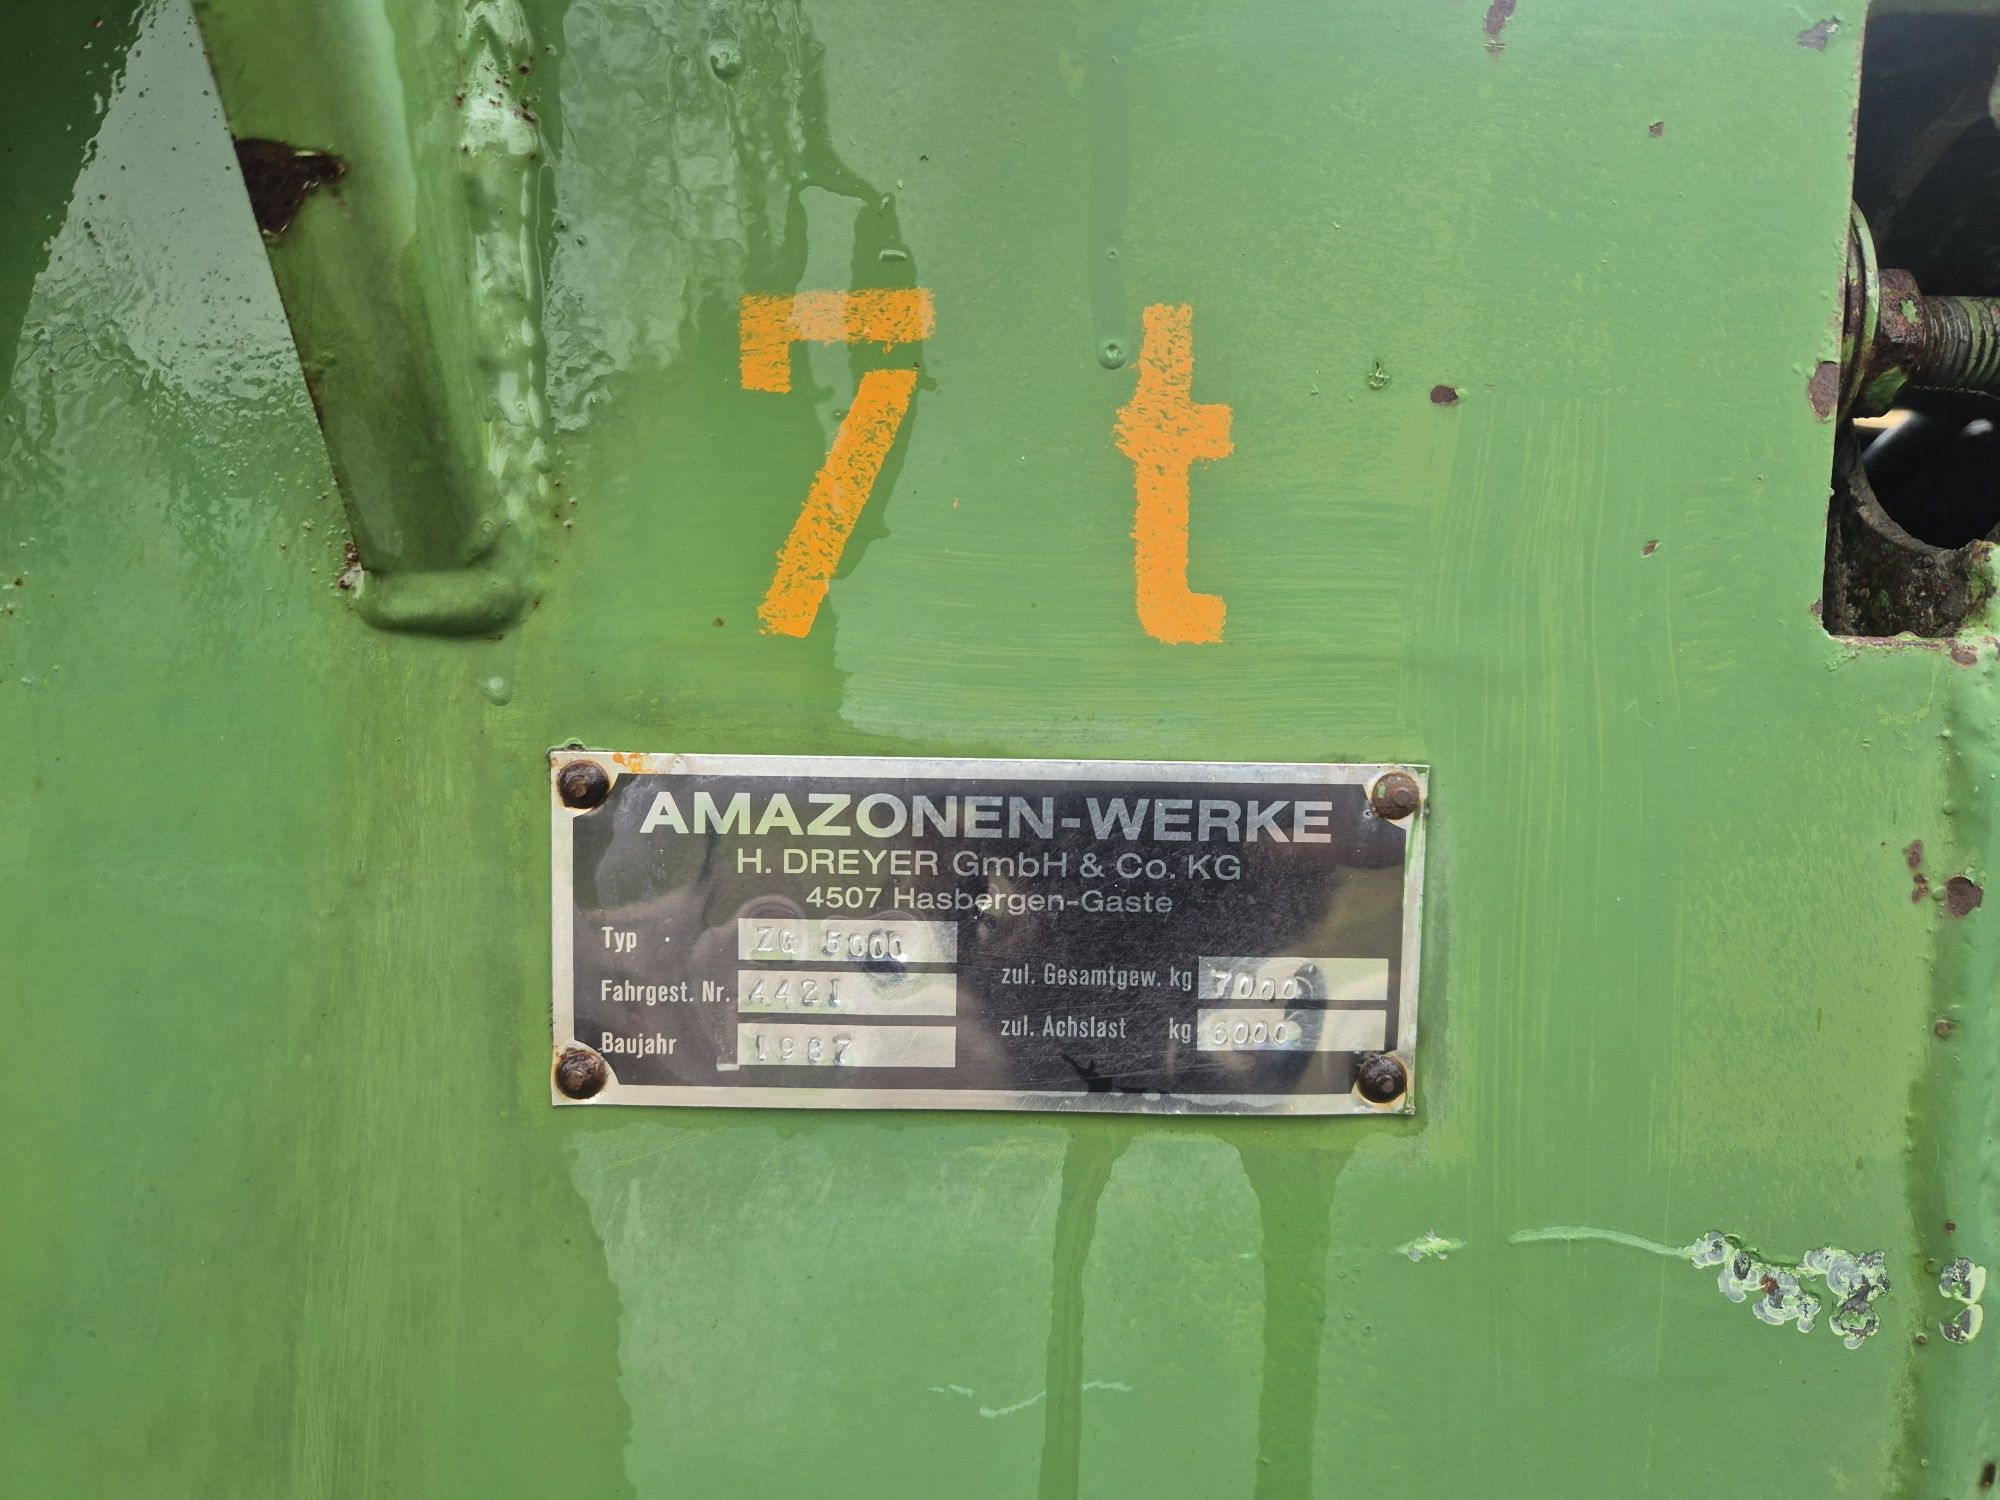 7 t
AMAZONEN-WERKE
H. DREYER GmbH & Co. KG
4507 Hasbergen-Gaste
Typ ZG 5000
Fahrgest. Nr. 4421
Baujahr 1987
zul. Gesamtgew. kg 7000
zul. Achslast kg 6000